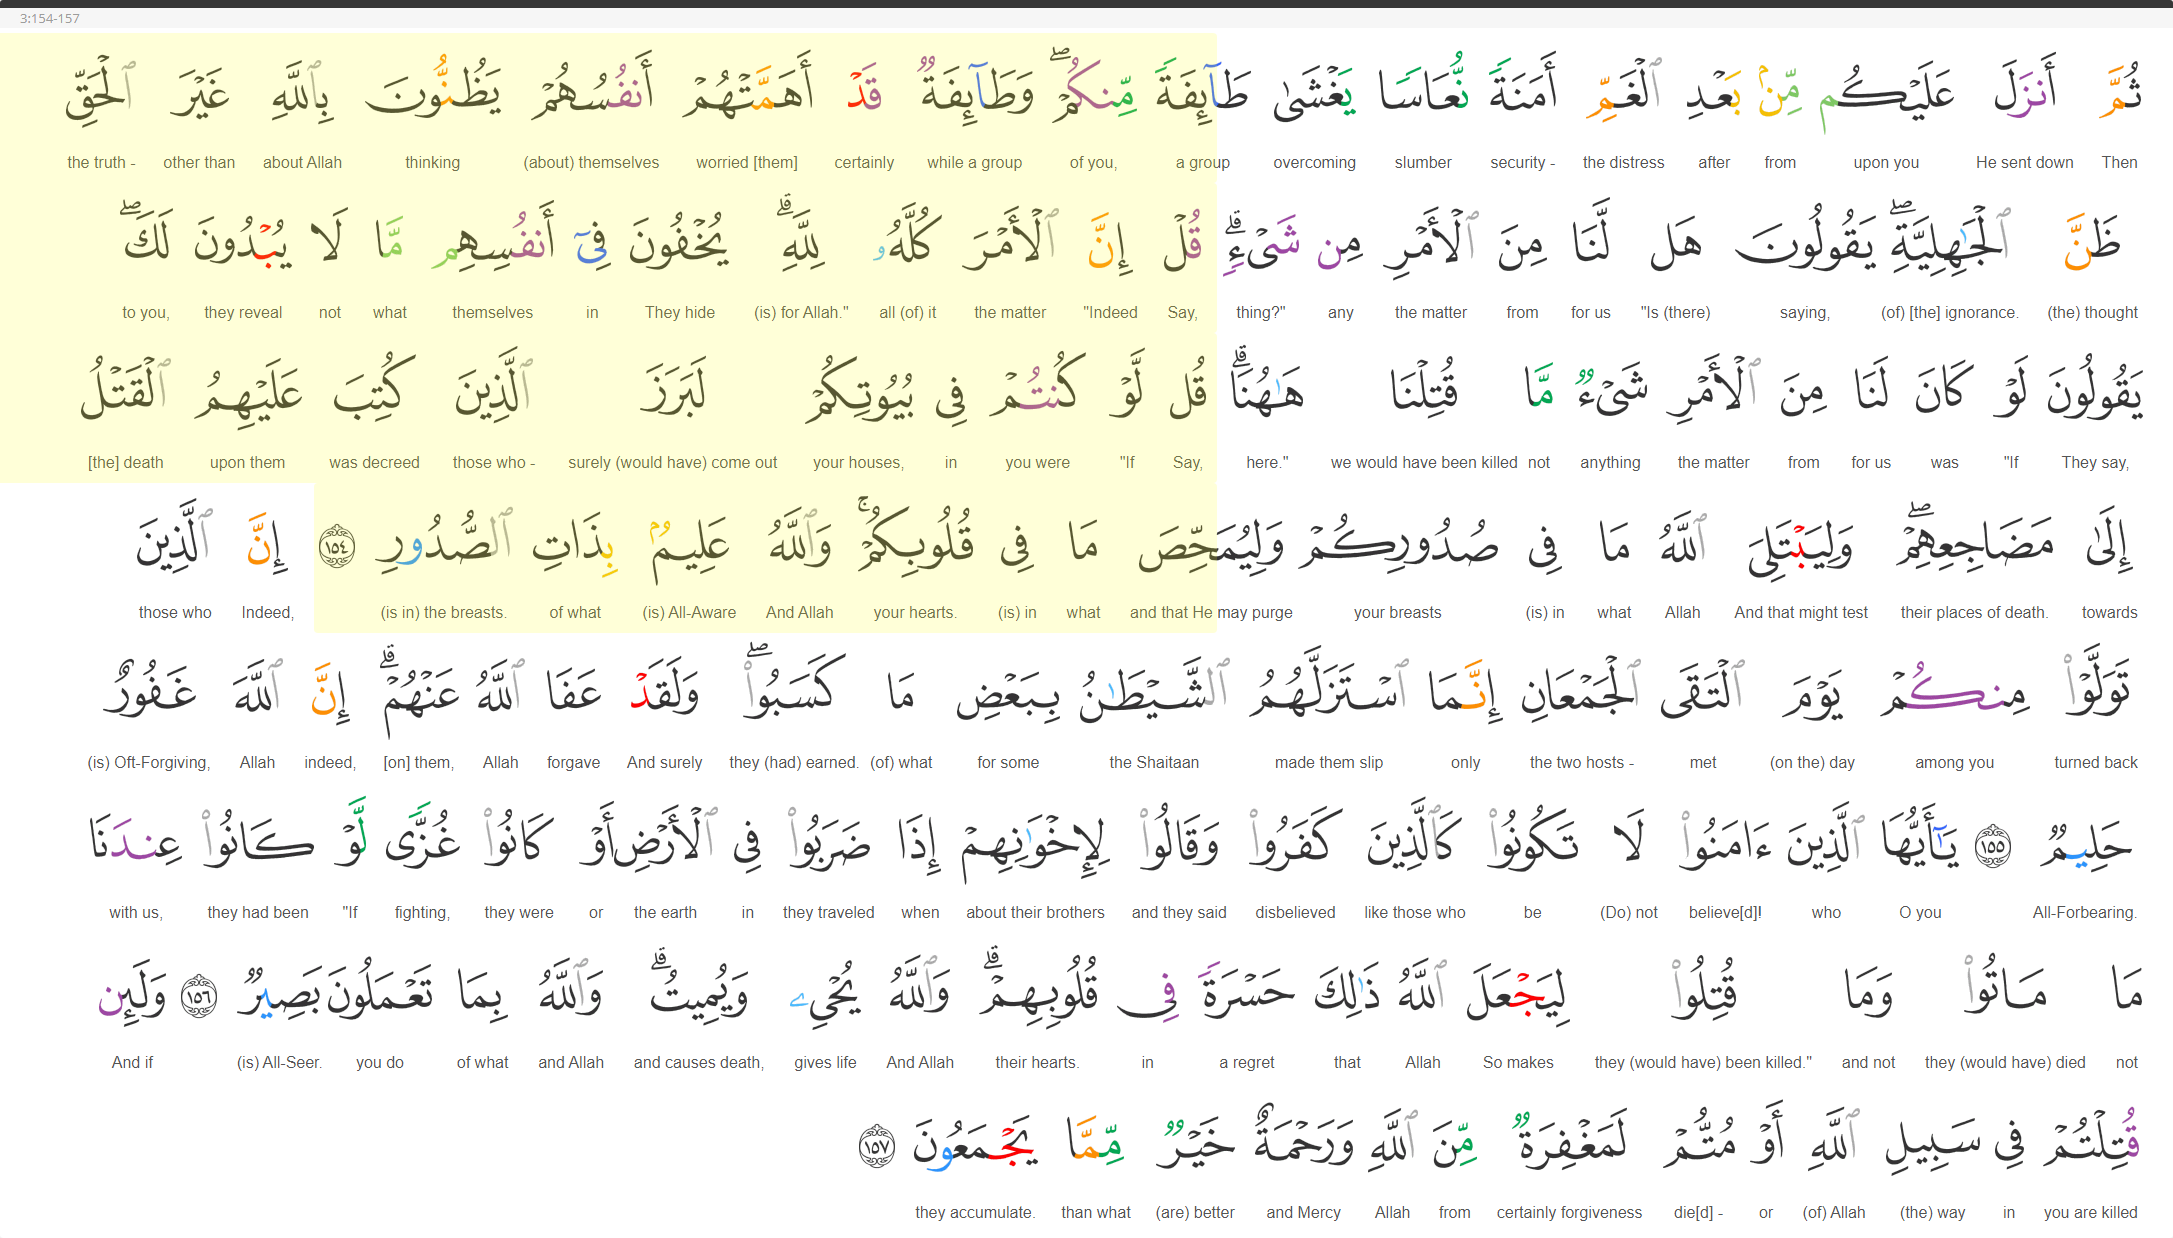 3:154-157
ثُمَّ أَنزَلَ عَلَيْكُم مِّنۢ بَعْدِ ٱلْغَمِّ أَمَنَةً نُّعَاسًا يَغْشَىٰ طَآئِفَةً مِّنكُمْ ۖ وَطَآئِفَةٌ قَدْ أَهَمَّتْهُمْ أَنفُسُهُمْ يَظُنُّونَ بِٱللَّهِ غَيْرَ ٱلْحَقِّ
Then He sent down upon you from after the distress security - slumber overcoming a group of you, while a group certainly worried [them] (about) themselves thinking about Allah other than the truth -
ظَنَّ ٱلْجَـٰهِلِيَّةِ ۖ يَقُولُونَ هَل لَّنَا مِنَ ٱلْأَمْرِ مِن شَىْءٍ ۗ قُلْ إِنَّ ٱلْأَمْرَ كُلَّهُۥ لِلَّهِ ۗ يُخْفُونَ فِىٓ أَنفُسِهِم مَّا لَا يُبْدُونَ لَكَ ۖ
(the) thought (of) [the] ignorance. saying, "Is (there) for us from the matter any thing?" Say, "Indeed the matter all (of) it (is) for Allah." They hide in themselves what not they reveal to you,
يَقُولُونَ لَوْ كَانَ لَنَا مِنَ ٱلْأَمْرِ شَىْءٌ مَّا قُتِلْنَا هَـٰهُنَا ۗ قُل لَّوْ كُنتُمْ فِى بُيُوتِكُمْ لَبَرَزَ ٱلَّذِينَ كُتِبَ عَلَيْهِمُ ٱلْقَتْلُ
They say, "If was for us from the matter anything not we would have been killed here." Say, "If you were in your houses, surely (would have) come out those who - was decreed upon them [the] death
إِلَىٰ مَضَاجِعِهِمْ ۖ وَلِيَبْتَلِىَ ٱللَّهُ مَا فِى صُدُورِكُمْ وَلِيُمَحِّصَ مَا فِى قُلُوبِكُمْ ۚ وَٱللَّهُ عَلِيمٌۢ بِذَاتِ ٱلصُّدُورِ ١٥٤ إِنَّ ٱلَّذِينَ
towards their places of death. And that might test Allah what (is) in your breasts and that He may purge what (is) in your hearts. And Allah (is) All-Aware of what (is in) the breasts. Indeed, those who
تَوَلَّوْا۟ مِنكُمْ يَوْمَ ٱلْتَقَى ٱلْجَمْعَانِ إِنَّمَا ٱسْتَزَلَّهُمُ ٱلشَّيْطَـٰنُ بِبَعْضِ مَا كَسَبُوا۟ ۖ وَلَقَدْ عَفَا ٱللَّهُ عَنْهُمْ ۗ إِنَّ ٱللَّهَ غَفُورٌ
turned back among you (on the) day met the two hosts - only made them slip the Shaitaan for some (of) what they (had) earned. And surely forgave Allah [on] them, indeed, Allah (is) Oft-Forgiving,
حَلِيمٌ ١٥٥ يَـٰٓأَيُّهَا ٱلَّذِينَ ءَامَنُوا۟ لَا تَكُونُوا۟ كَٱلَّذِينَ كَفَرُوا۟ وَقَالُوا۟ لِإِخْوَٰنِهِمْ إِذَا ضَرَبُوا۟ فِى ٱلْأَرْضِ أَوْ كَانُوا۟ غُزًّى لَّوْ كَانُوا۟ عِندَنَا
All-Forbearing. O you who believe[d]! (Do) not be like those who disbelieved and they said about their brothers when they traveled in the earth or they were fighting, "If they had been with us,
مَا مَاتُوا۟ وَمَا قُتِلُوا۟ لِيَجْعَلَ ٱللَّهُ ذَٰلِكَ حَسْرَةً فِى قُلُوبِهِمْ ۗ وَٱللَّهُ يُحْىِۦ وَيُمِيتُ ۗ وَٱللَّهُ بِمَا تَعْمَلُونَ بَصِيرٌ ١٥٦ وَلَئِن
not they (would have) died and not they (would have) been killed." So makes Allah that a regret in their hearts. And Allah gives life and causes death, and Allah of what you do (is) All-Seer. And if
قُتِلْتُمْ فِى سَبِيلِ ٱللَّهِ أَوْ مُتُّمْ لَمَغْفِرَةٌ مِّنَ ٱللَّهِ وَرَحْمَةٌ خَيْرٌ مِّمَّا يَجْمَعُونَ ١٥٧
you are killed in (the) way (of) Allah or die[d] - certainly forgiveness from Allah and Mercy (are) better than what they accumulate.